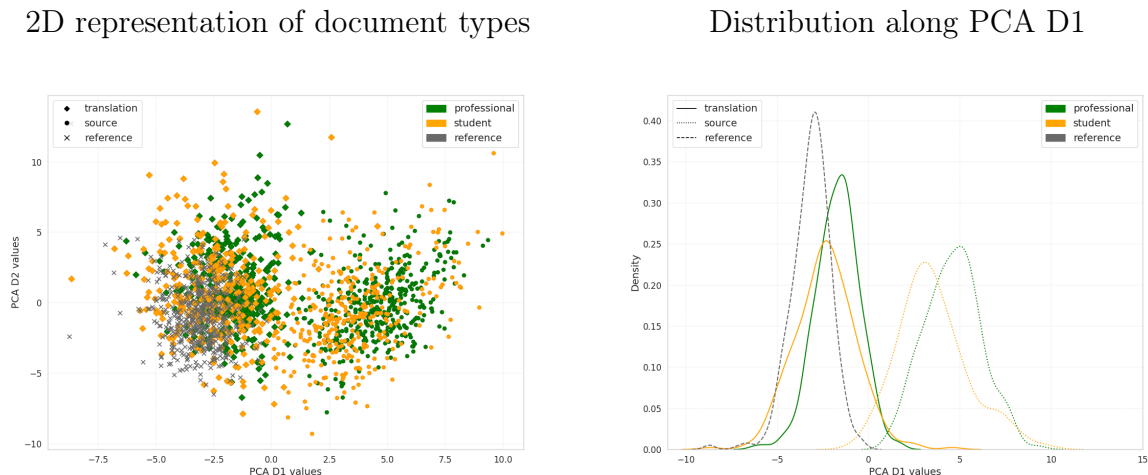 2D representation of document types
Distribution along PCA D1
translation
source
reference
professional
student
reference
10
5
0
−5
−10
PCA D2 values
−7.5
−5.0
−2.5
0.0
2.5
5.0
7.5
10.0
PCA D1 values
translation
source
reference
professional
student
reference
0.40
0.35
0.30
0.25
0.20
0.15
0.10
0.05
0.00
Density
−10
−5
0
5
10
15
PCA D1 values